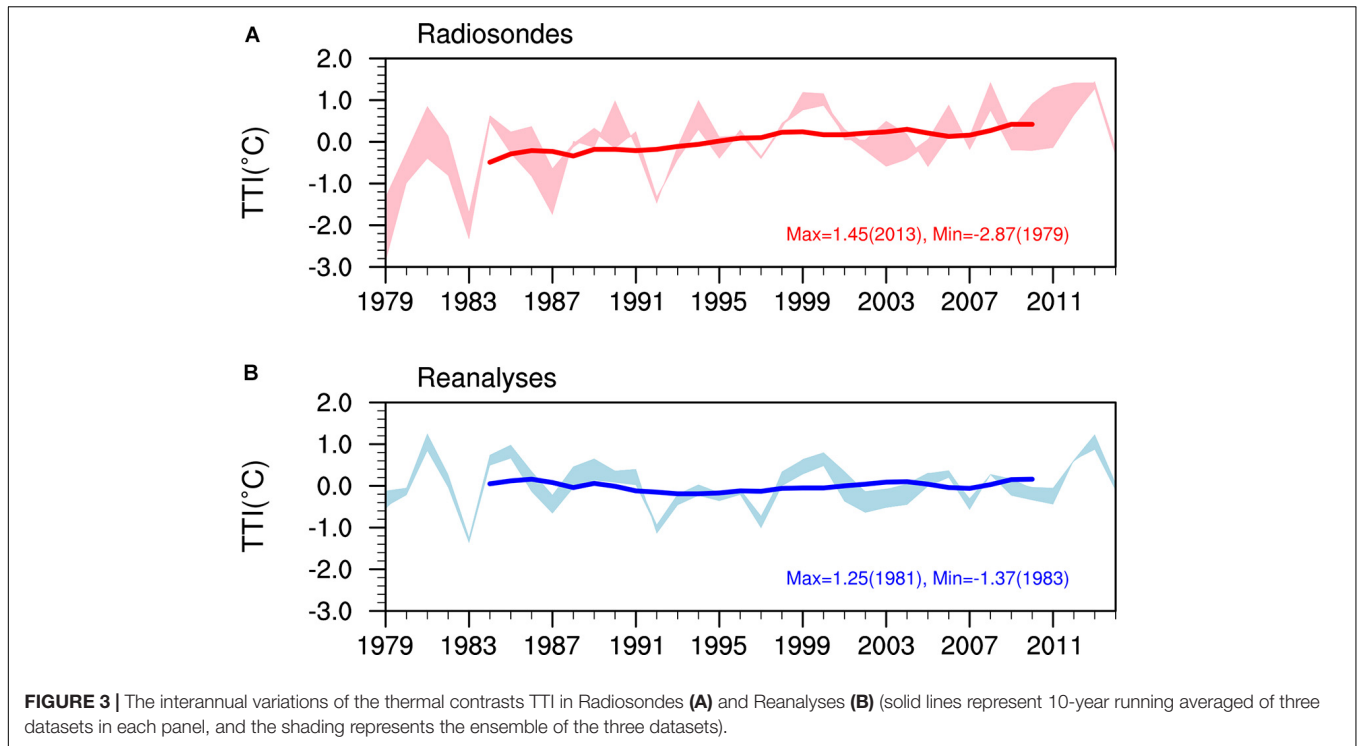 A
Radiosondes
2.0
1.0
0.0
-1.0
-2.0
-3.0
TTI(°C)
Max=1.45(2013), Min=-2.87(1979)
1979 1983 1987 1991 1995 1999 2003 2007 2011
B
Reanalyses
2.0
1.0
0.0
-1.0
-2.0
-3.0
TTI(°C)
Max=1.25(1981), Min=-1.37(1983)
1979 1983 1987 1991 1995 1999 2003 2007 2011
FIGURE 3 | The interannual variations of the thermal contrasts TTI in Radiosondes (A) and Reanalyses (B) (solid lines represent 10-year running averaged of three
datasets in each panel, and the shading represents the ensemble of the three datasets).